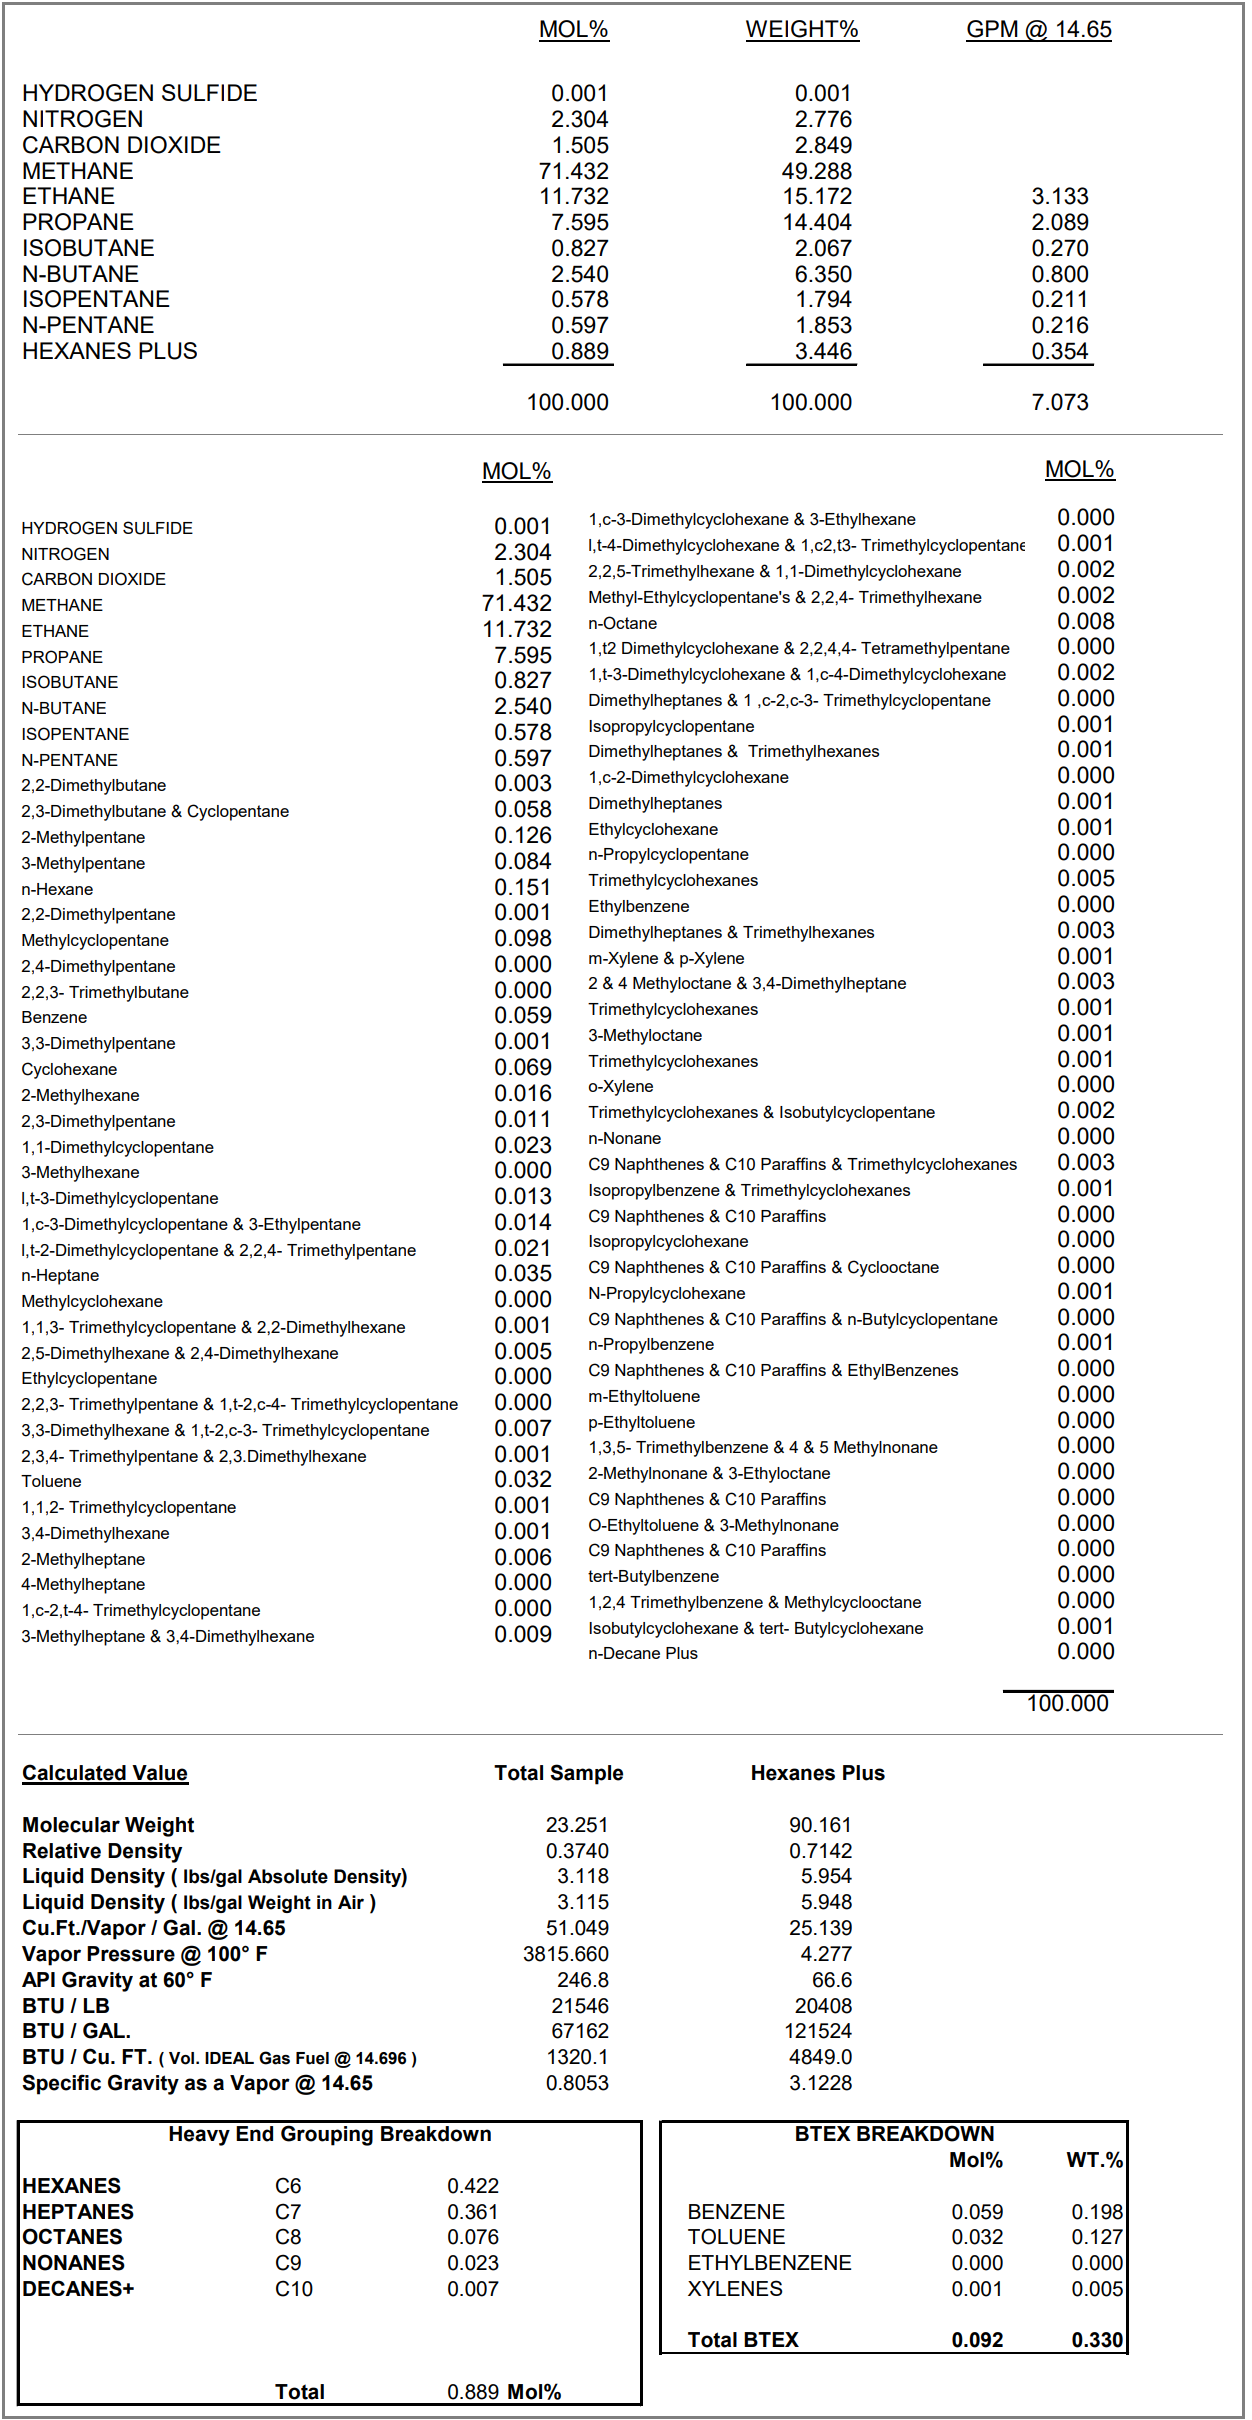 MOL% WEIGHT% GPM @ 14.65
HYDROGEN SULFIDE 0.001 0.001
NITROGEN 2.304 2.776
CARBON DIOXIDE 1.505 2.849
METHANE 71.432 49.288
ETHANE 11.732 15.172 3.133
PROPANE 7.595 14.404 2.089
ISOBUTANE 0.827 2.067 0.270
N-BUTANE 2.540 6.350 0.800
ISOPENTANE 0.578 1.794 0.211
N-PENTANE 0.597 1.853 0.216
HEXANES PLUS 0.889 3.446 0.354
100.000 100.000 7.073
MOL%
HYDROGEN SULFIDE 0.001
NITROGEN 2.304
CARBON DIOXIDE 1.505
METHANE 71.432
ETHANE 11.732
PROPANE 7.595
ISOBUTANE 0.827
N-BUTANE 2.540
ISOPENTANE 0.578
N-PENTANE 0.597
2,2-Dimethylbutane 0.003
2,3-Dimethylbutane & Cyclopentane 0.058
2-Methylpentane 0.126
3-Methylpentane 0.084
n-Hexane 0.151
2,2-Dimethylpentane 0.001
Methylcyclopentane 0.098
2,4-Dimethylpentane 0.000
2,2,3- Trimethylbutane 0.000
Benzene 0.059
3,3-Dimethylpentane 0.001
Cyclohexane 0.069
2-Methylhexane 0.016
2,3-Dimethylpentane 0.011
1,1-Dimethylcyclopentane 0.023
3-Methylhexane 0.000
l,t-3-Dimethylcyclopentane 0.013
1,c-3-Dimethylcyclopentane & 3-Ethylpentane 0.014
l,t-2-Dimethylcyclopentane & 2,2,4- Trimethylpentane 0.021
n-Heptane 0.035
Methylcyclohexane 0.000
1,1,3- Trimethylcyclopentane & 2,2-Dimethylhexane 0.001
2,5-Dimethylhexane & 2,4-Dimethylhexane 0.005
Ethylcyclopentane 0.000
2,2,3- Trimethylpentane & 1,t-2,c-4- Trimethylcyclopentane 0.000
3,3-Dimethylhexane & 1,t-2,c-3- Trimethylcyclopentane 0.007
2,3,4- Trimethylpentane & 2,3.Dimethylhexane 0.001
Toluene 0.032
1,1,2- Trimethylcyclopentane 0.001
3,4-Dimethylhexane 0.001
2-Methylheptane 0.006
4-Methylheptane 0.000
1,c-2,t-4- Trimethylcyclopentane 0.000
3-Methylheptane & 3,4-Dimethylhexane 0.009
MOL%
1,c-3-Dimethylcyclohexane & 3-Ethylhexane 0.000
l,t-4-Dimethylcyclohexane & 1,c2,t3- Trimethylcyclopentane 0.001
2,2,5-Trimethylhexane & 1,1-Dimethylcyclohexane 0.002
Methyl-Ethylcyclopentane's & 2,2,4- Trimethylhexane 0.002
n-Octane 0.008
1,t2 Dimethylcyclohexane & 2,2,4,4- Tetramethylpentane 0.000
1,t-3-Dimethylcyclohexane & 1,c-4-Dimethylcyclohexane 0.002
Dimethylheptanes & 1 ,c-2,c-3- Trimethylcyclopentane 0.000
Isopropylcyclopentane 0.001
Dimethylheptanes & Trimethylhexanes 0.001
1,c-2-Dimethylcyclohexane 0.000
Dimethylheptanes 0.001
Ethylcyclohexane 0.001
n-Propylcyclopentane 0.000
Trimethylcyclohexanes 0.005
Ethylbenzene 0.000
Dimethylheptanes & Trimethylhexanes 0.003
m-Xylene & p-Xylene 0.001
2 & 4 Methyloctane & 3,4-Dimethylheptane 0.003
Trimethylcyclohexanes 0.001
3-Methyloctane 0.001
Trimethylcyclohexanes 0.001
o-Xylene 0.000
Trimethylcyclohexanes & Isobutylcyclopentane 0.002
n-Nonane 0.000
C9 Naphthenes & C10 Paraffins & Trimethylcyclohexanes 0.003
Isopropylbenzene & Trimethylcyclohexanes 0.001
C9 Naphthenes & C10 Paraffins 0.000
Isopropylcyclohexane 0.000
C9 Naphthenes & C10 Paraffins & Cyclooctane 0.000
N-Propylcyclohexane 0.001
C9 Naphthenes & C10 Paraffins & n-Butylcyclopentane 0.000
n-Propylbenzene 0.001
C9 Naphthenes & C10 Paraffins & EthylBenzenes 0.000
m-Ethyltoluene 0.000
p-Ethyltoluene 0.000
1,3,5- Trimethylbenzene & 4 & 5 Methylnonane 0.000
2-Methylnonane & 3-Ethyloctane 0.000
C9 Naphthenes & C10 Paraffins 0.000
O-Ethyltoluene & 3-Methylnonane 0.000
C9 Naphthenes & C10 Paraffins 0.000
tert-Butylbenzene 0.000
1,2,4 Trimethylbenzene & Methylcyclooctane 0.000
Isobutylcyclohexane & tert- Butylcyclohexane 0.001
n-Decane Plus 0.000
100.000
Calculated Value Total Sample Hexanes Plus
Molecular Weight 23.251 90.161
Relative Density 0.3740 0.7142
Liquid Density ( lbs/gal Absolute Density) 3.118 5.954
Liquid Density ( lbs/gal Weight in Air ) 3.115 5.948
Cu.Ft./Vapor / Gal. @ 14.65 51.049 25.139
Vapor Pressure @ 100° F 3815.660 4.277
API Gravity at 60° F 246.8 66.6
BTU / LB 21546 20408
BTU / GAL. 67162 121524
BTU / Cu. FT. ( Vol. IDEAL Gas Fuel @ 14.696 ) 1320.1 4849.0
Specific Gravity as a Vapor @ 14.65 0.8053 3.1228
Heavy End Grouping Breakdown
HEXANES C6 0.422
HEPTANES C7 0.361
OCTANES C8 0.076
NONANES C9 0.023
DECANES+ C10 0.007
Total 0.889 Mol%
BTEX BREAKDOWN
Mol% WT.%
BENZENE 0.059 0.198
TOLUENE 0.032 0.127
ETHYLBENZENE 0.000 0.000
XYLENES 0.001 0.005
Total BTEX 0.092 0.330